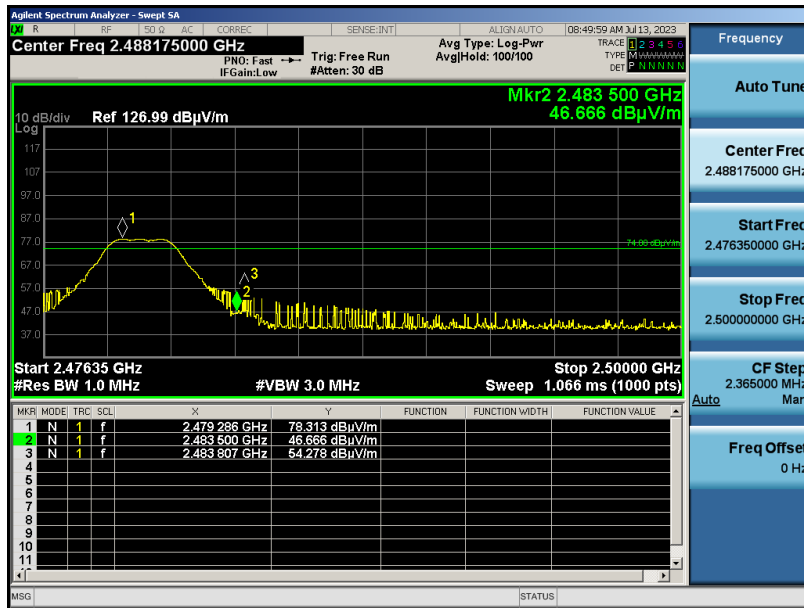 Agilent Spectrum Analyzer - Swept SA
LXI R RF 50 Ω AC CORREC SENSE:INT ALIGN AUTO 08:49:59 AM Jul 13, 2023
Center Freq 2.488175000 GHz
PNO: Fast
IFGain:Low
Trig: Free Run
#Atten: 30 dB
Avg Type: Log-Pwr
Avg|Hold: 100/100
TRACE 1 2 3 4 5 6
TYPE M
DET P N N N N N
Mkr2 2.483 500 GHz
46.666 dBµV/m
10 dB/div Ref 126.99 dBµV/m
Log
117
107
97.0
87.0
77.0
67.0
57.0
47.0
37.0
74.00 dBµV/m
1
2
3
Start 2.47635 GHz Stop 2.50000 GHz
#Res BW 1.0 MHz #VBW 3.0 MHz Sweep 1.066 ms (1000 pts)
MKR MODE TRC SCL X Y FUNCTION FUNCTION WIDTH FUNCTION VALUE
1 N 1 f 2.479 286 GHz 78.313 dBµV/m
2 N 1 f 2.483 500 GHz 46.666 dBµV/m
3 N 1 f 2.483 807 GHz 54.278 dBµV/m
4
5
6
7
8
9
10
11
MSG STATUS
Frequency
Auto Tune
Center Freq
2.488175000 GHz
Start Freq
2.476350000 GHz
Stop Freq
2.500000000 GHz
CF Step
2.365000 MHz
Auto Man
Freq Offset
0 Hz